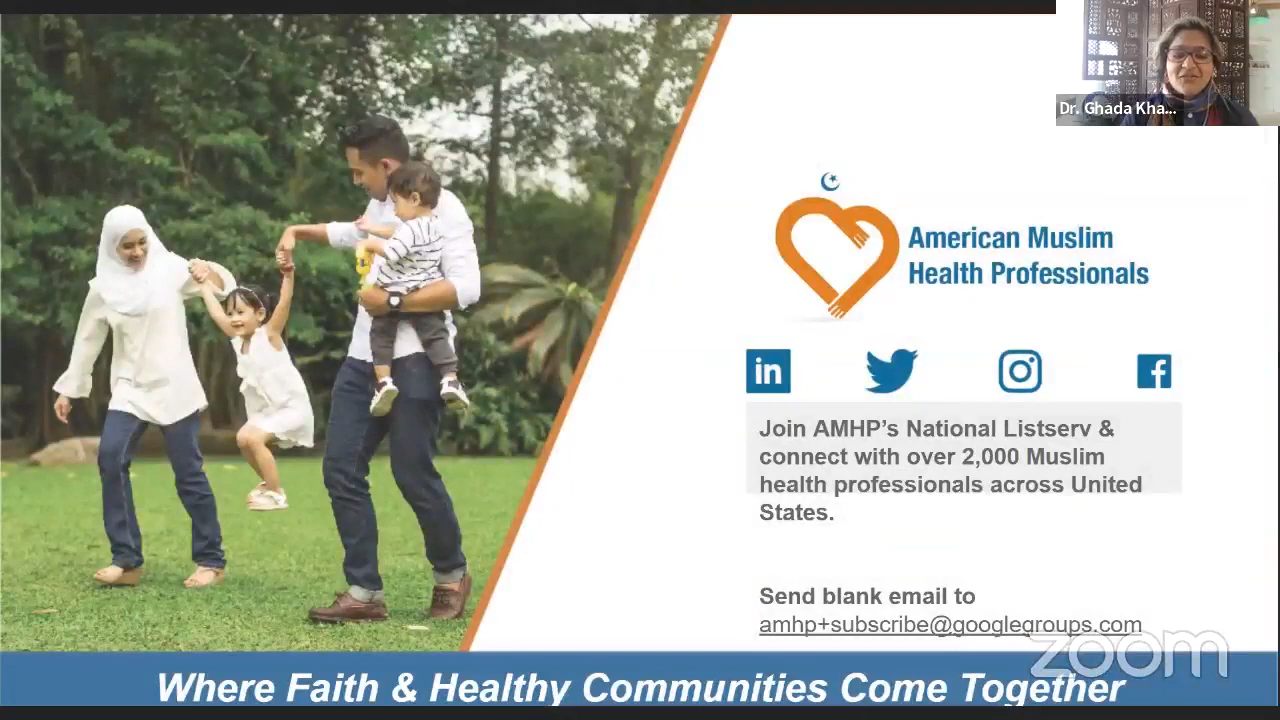 Dr. Ghada Kha...
American Muslim
Health Professionals
in
Join AMHP's National Listserv &
connect with over 2,000 Muslim
health professionals across United
States.
Send blank email to
amhp+subscribe@googlegroups.com
zoom
Where Faith & Healthy Communities Come Together